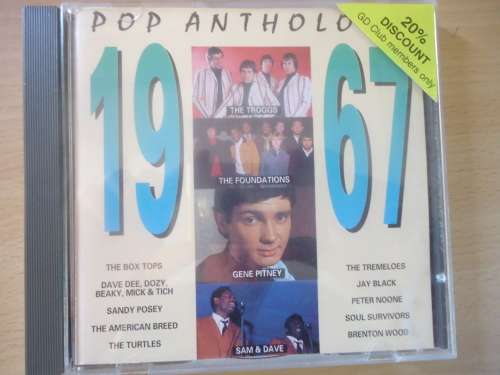 POP ANTHOLO
20%
DISCOUNT
GD Club members only
19 67
THE TROGGS
THE FOUNDATIONS
GENE PITNEY
SAM & DAVE
THE BOX TOPS
DAVE DEE, DOZY,
BEAKY, MICK & TICH
SANDY POSEY
THE AMERICAN BREED
THE TURTLES
THE TREMELOES
JAY BLACK
PETER NOONE
SOUL SURVIVORS
BRENTON WOOD